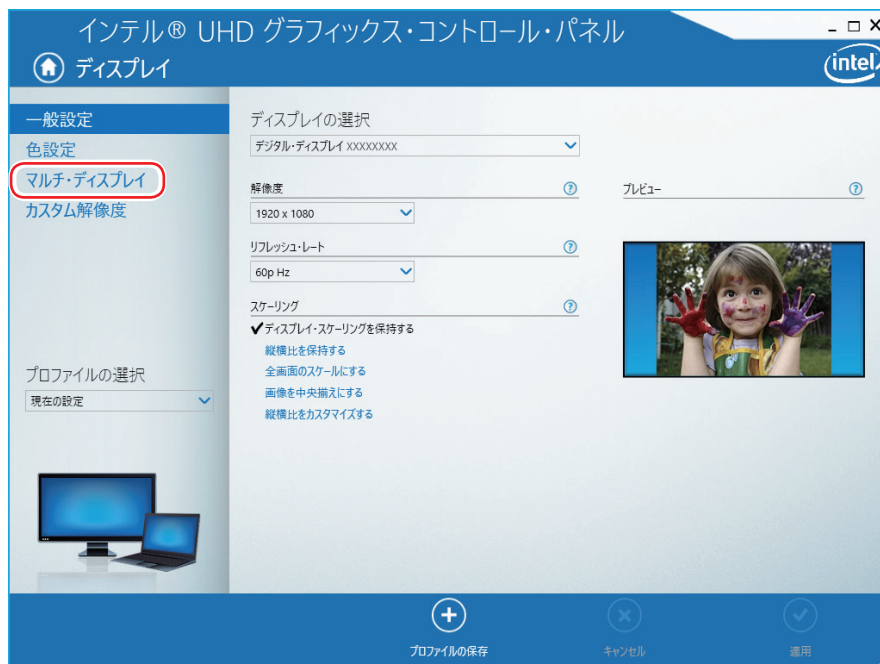 インテル® UHD グラフィックス・コントロール・パネル
ディスプレイ
intel
一般設定
色設定
マルチ・ディスプレイ
カスタム解像度
プロファイルの選択
現在の設定
ディスプレイの選択
デジタル・ディスプレイ XXXXXXXX
解像度
?
1920 x 1080
リフレッシュ・レート
?
60p Hz
スケーリング
?
ディスプレイ・スケーリングを保持する
縦横比を保持する
全画面のスケールにする
画像を中央揃えにする
縦横比をカスタマイズする
プレビュー
?
プロファイルの保存
キャンセル
適用